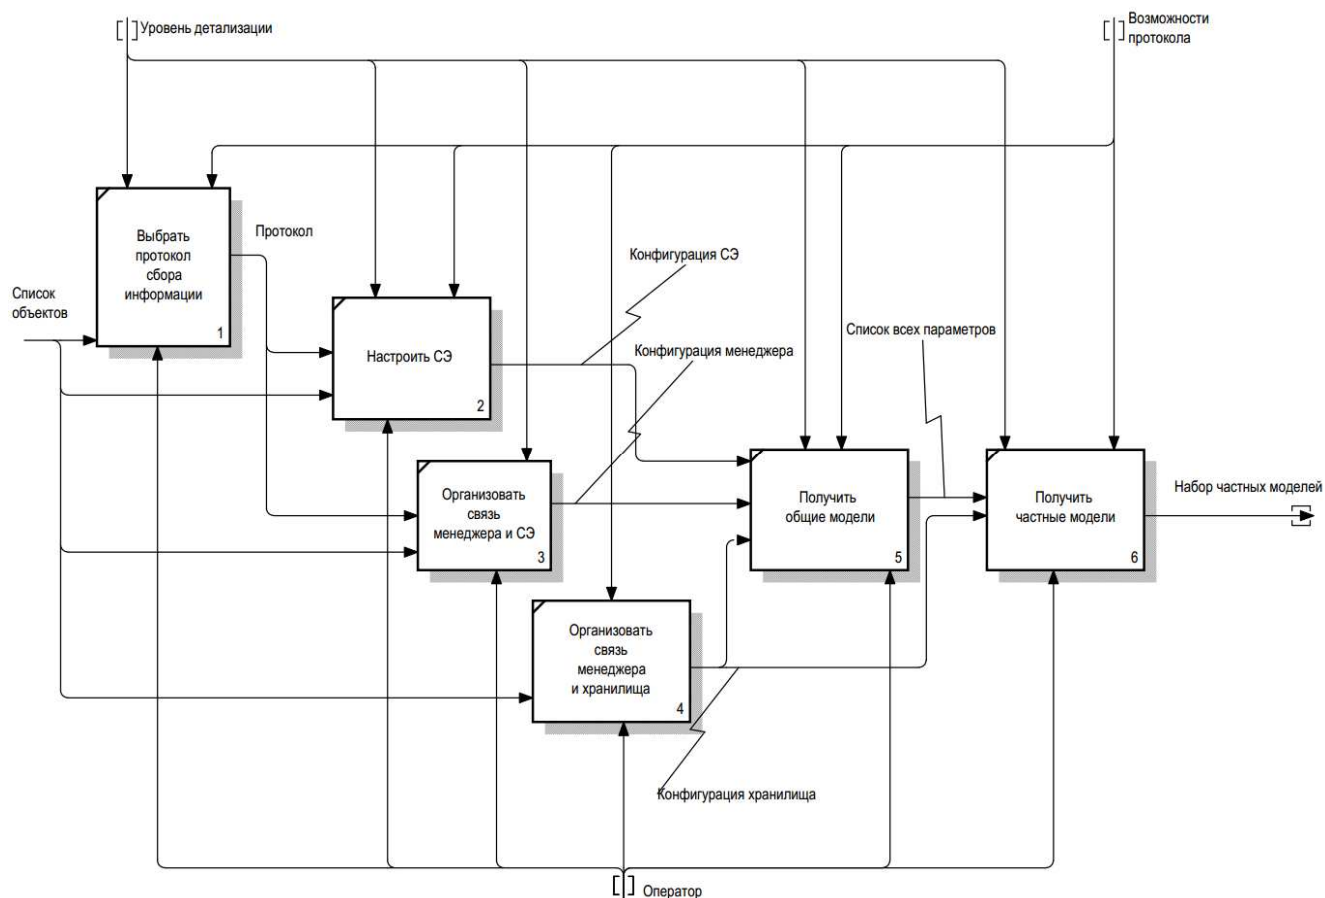 Уровень детализации
Возможности
протокола
Выбрать
протокол
сбора
информации
1
Протокол
Список
объектов
Конфигурация СЭ
Настроить СЭ
2
Конфигурация менеджера
Список всех параметров
Организовать
связь
менеджера и СЭ
3
Получить
общие модели
5
Получить
частные модели
6
Набор частных моделей
Организовать
связь
менеджера
и хранилища
4
Конфигурация хранилища
Оператор